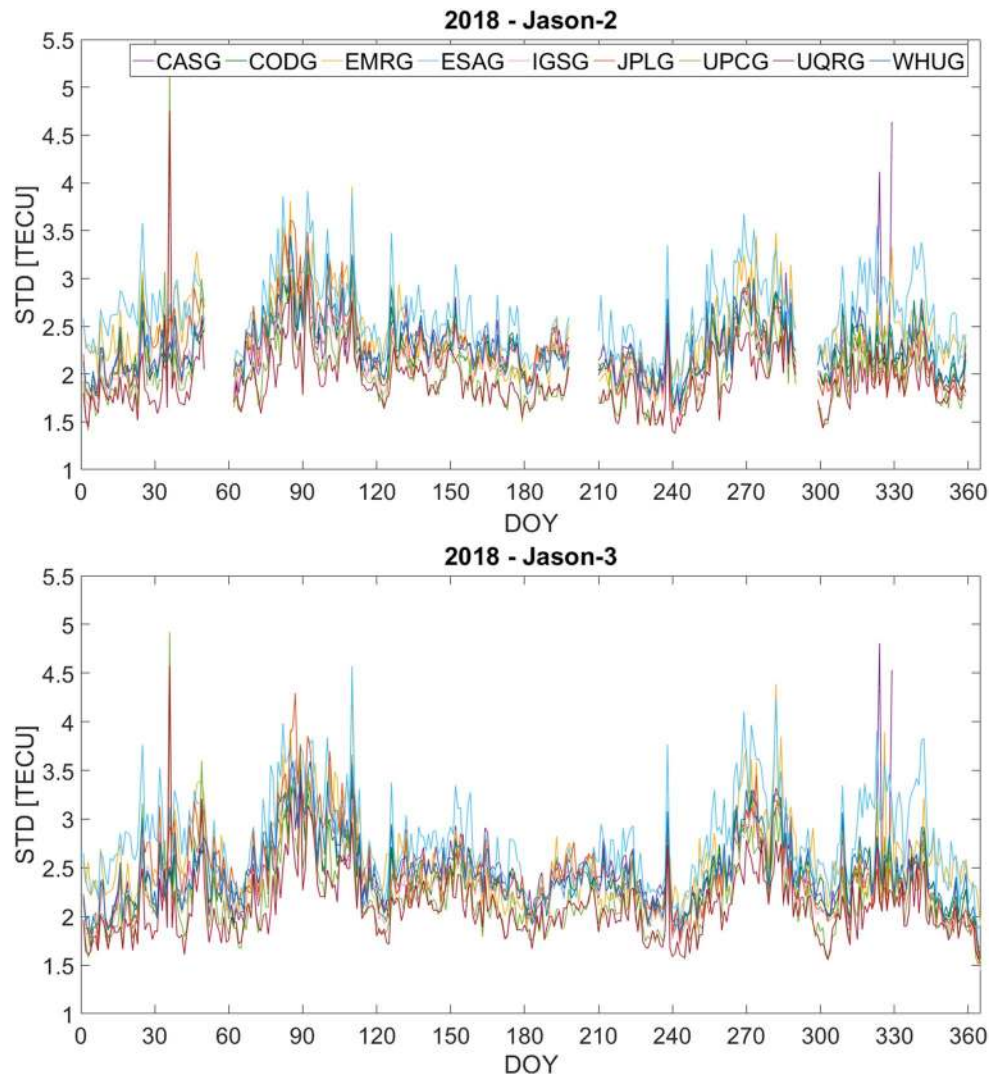 2018 - Jason-2
5.5
CASG CODG EMRG ESAG IGSG JPLG UPCG UQRG WHUG
5
4.5
4
3.5
3
2.5
2
1.5
1
STD [TECU]
0 30 60 90 120 150 180 210 240 270 300 330 360
DOY
2018 - Jason-3
5.5
5
4.5
4
3.5
3
2.5
2
1.5
1
STD [TECU]
0 30 60 90 120 150 180 210 240 270 300 330 360
DOY